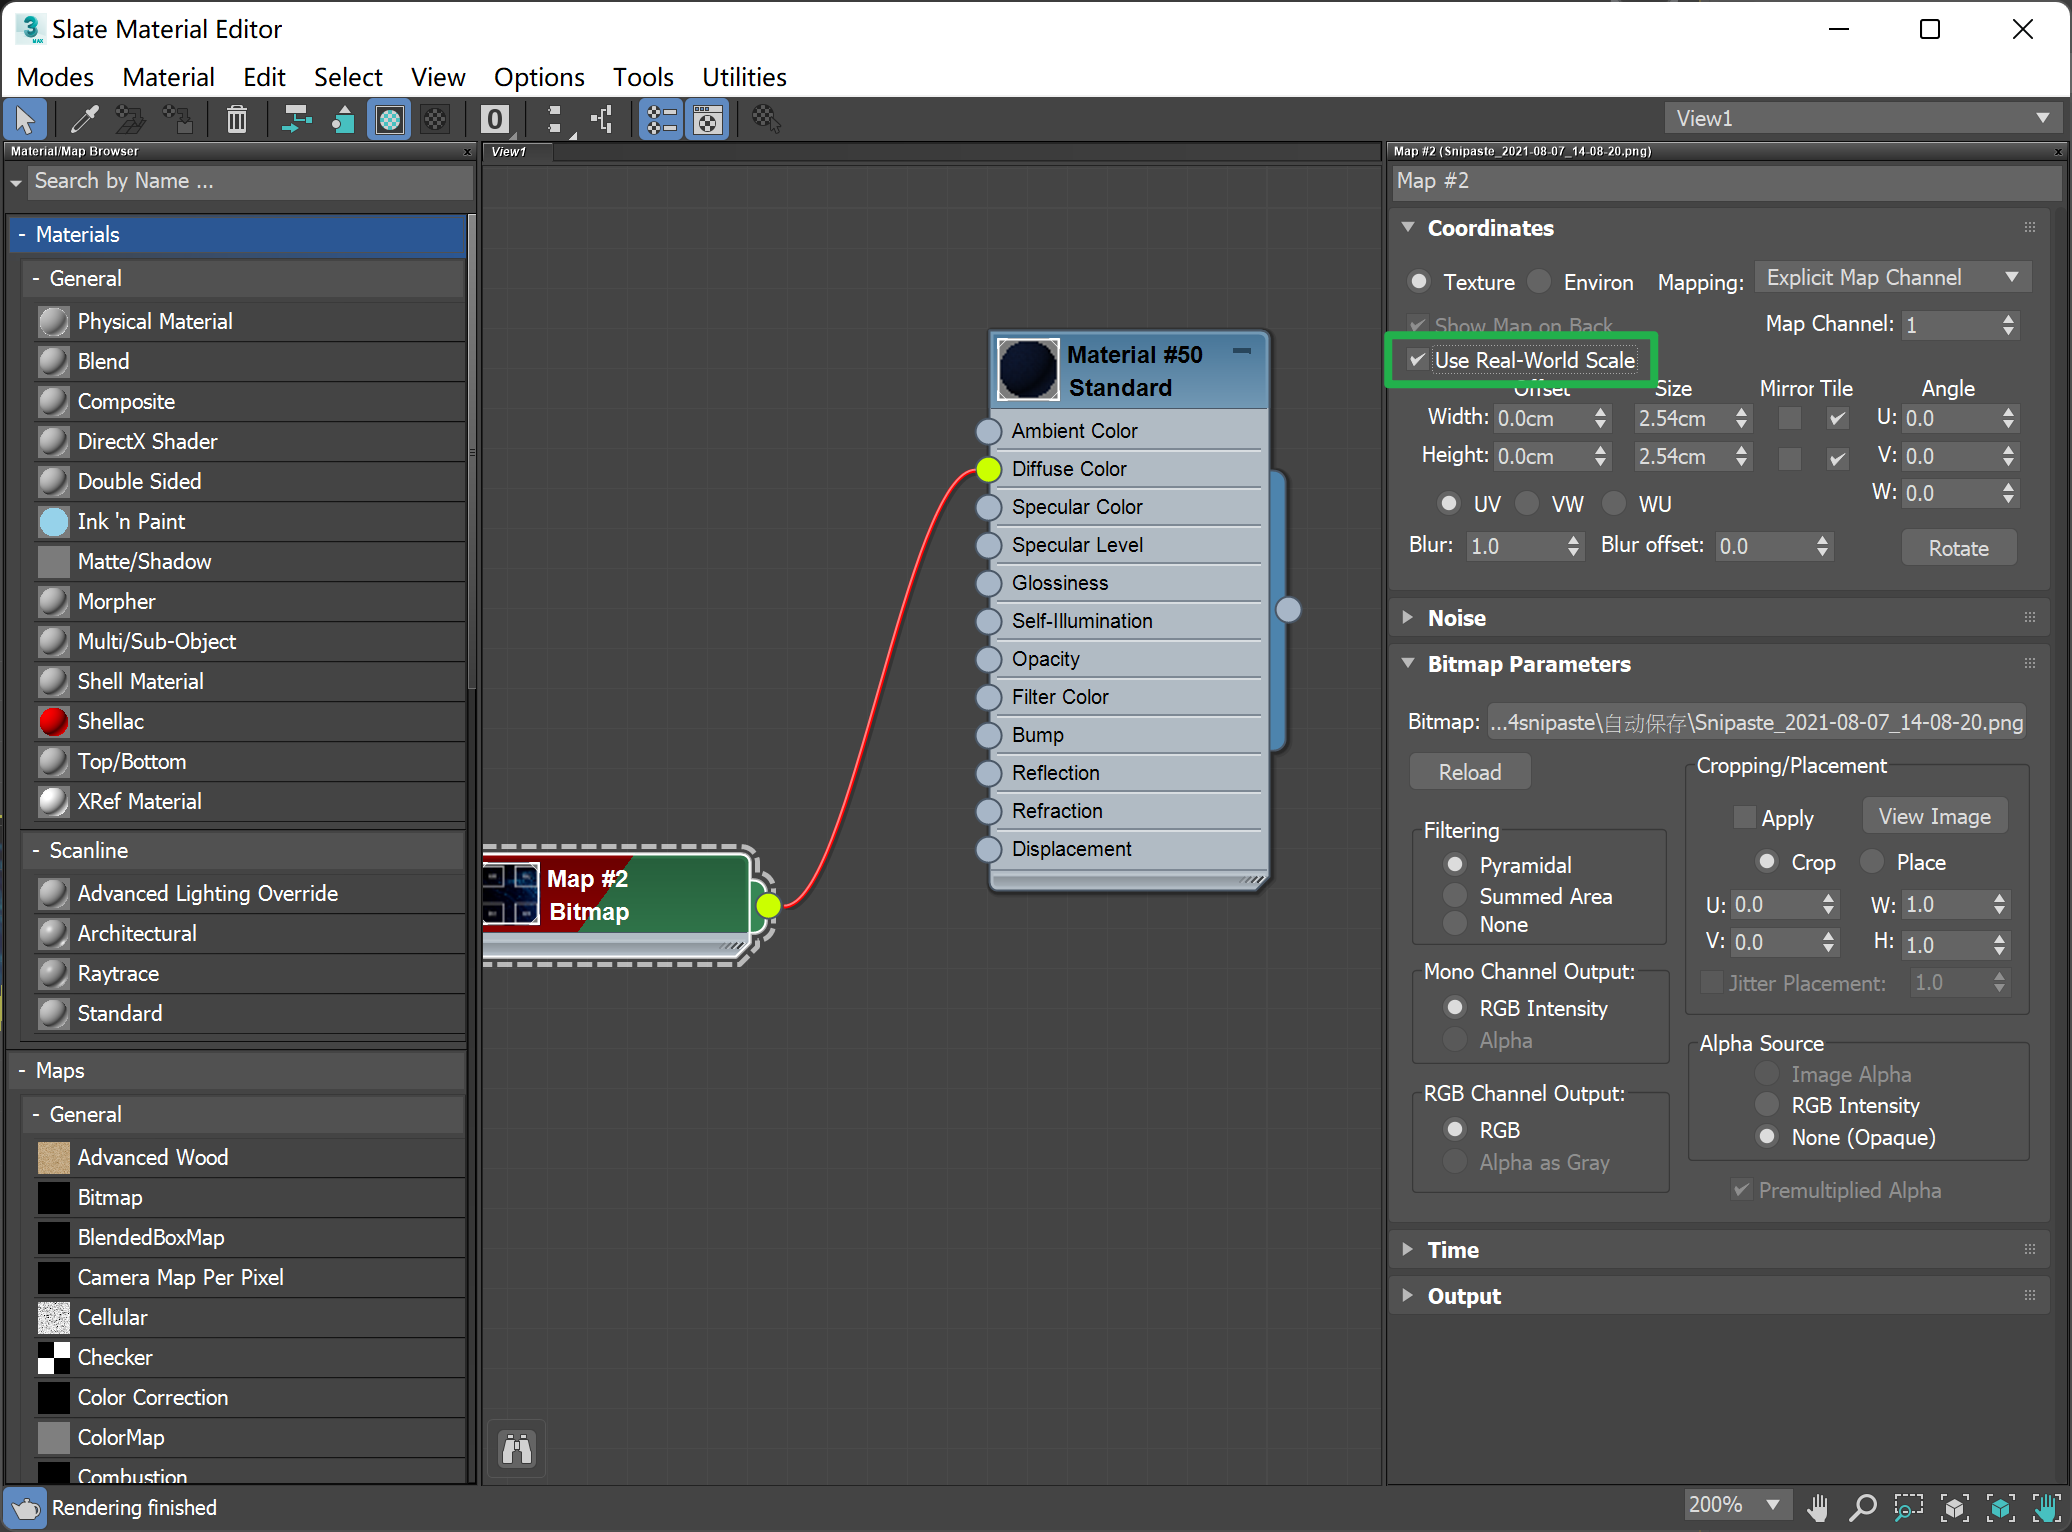 Slate Material Editor
Modes Material Edit Select View Options Tools Utilities
0
View1
Material/Map Browser
Search by Name ...
- Materials
- General
Physical Material
Blend
Composite
DirectX Shader
Double Sided
Ink 'n Paint
Matte/Shadow
Morpher
Multi/Sub-Object
Shell Material
Shellac
Top/Bottom
XRef Material
- Scanline
Advanced Lighting Override
Architectural
Raytrace
Standard
- Maps
- General
Advanced Wood
Bitmap
BlendedBoxMap
Camera Map Per Pixel
Cellular
Checker
Color Correction
ColorMap
Combustion
View1
Material #50
Standard
Ambient Color
Diffuse Color
Specular Color
Specular Level
Glossiness
Self-Illumination
Opacity
Filter Color
Bump
Reflection
Refraction
Displacement
Map #2
Bitmap
Map #2 (Snipaste_2021-08-07_14-08-20.png)
Map #2
Coordinates
Texture Environ Mapping: Explicit Map Channel
Show Map on Back Map Channel: 1
Use Real-World Scale
Offset Size Mirror Tile Angle
Width: 0.0cm 2.54cm U: 0.0
Height: 0.0cm 2.54cm V: 0.0
W: 0.0
UV VW WU
Blur: 1.0 Blur offset: 0.0 Rotate
Noise
Bitmap Parameters
Bitmap: ...4snipaste\自动保存\Snipaste_2021-08-07_14-08-20.png
Reload
Cropping/Placement
Apply View Image
Crop Place
U: 0.0 W: 1.0
V: 0.0 H: 1.0
Jitter Placement: 1.0
Filtering
Pyramidal
Summed Area
None
Mono Channel Output:
RGB Intensity
Alpha
RGB Channel Output:
RGB
Alpha as Gray
Alpha Source
Image Alpha
RGB Intensity
None (Opaque)
Premultiplied Alpha
Time
Output
Rendering finished
200%